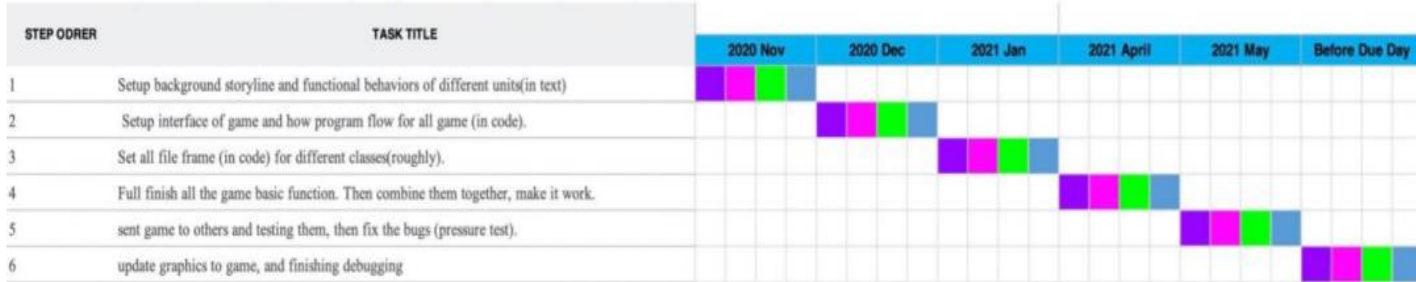 STEP ODRER TASK TITLE
2020 Nov 2020 Dec 2021 Jan 2021 April 2021 May Before Due Day
1 Setup background storyline and functional behaviors of different units(in text)
2 Setup interface of game and how program flow for all game (in code).
3 Set all file frame (in code) for different classes(roughly).
4 Full finish all the game basic function. Then combine them together, make it work.
5 sent game to others and testing them, then fix the bugs (pressure test).
6 update graphics to game, and finishing debugging